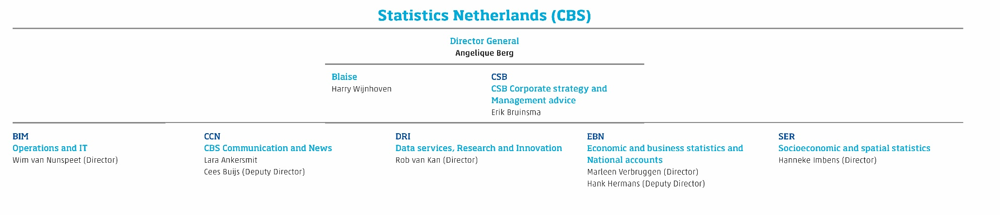 Statistics Netherlands (CBS)
Director General
Angelique Berg
Blaise
Harry Wijnhoven
CSB
CSB Corporate strategy and
Management advice
Erik Bruinsma
BIM
Operations and IT
Wim van Nunspeet (Director)
CCN
CBS Communication and News
Lara Ankersmit
Cees Buijs (Deputy Director)
DRI
Data services, Research and Innovation
Rob van Kan (Director)
EBN
Economic and business statistics and
National accounts
Marleen Verbruggen (Director)
Hank Hermans (Deputy Director)
SER
Socioeconomic and spatial statistics
Hanneke Imbens (Director)